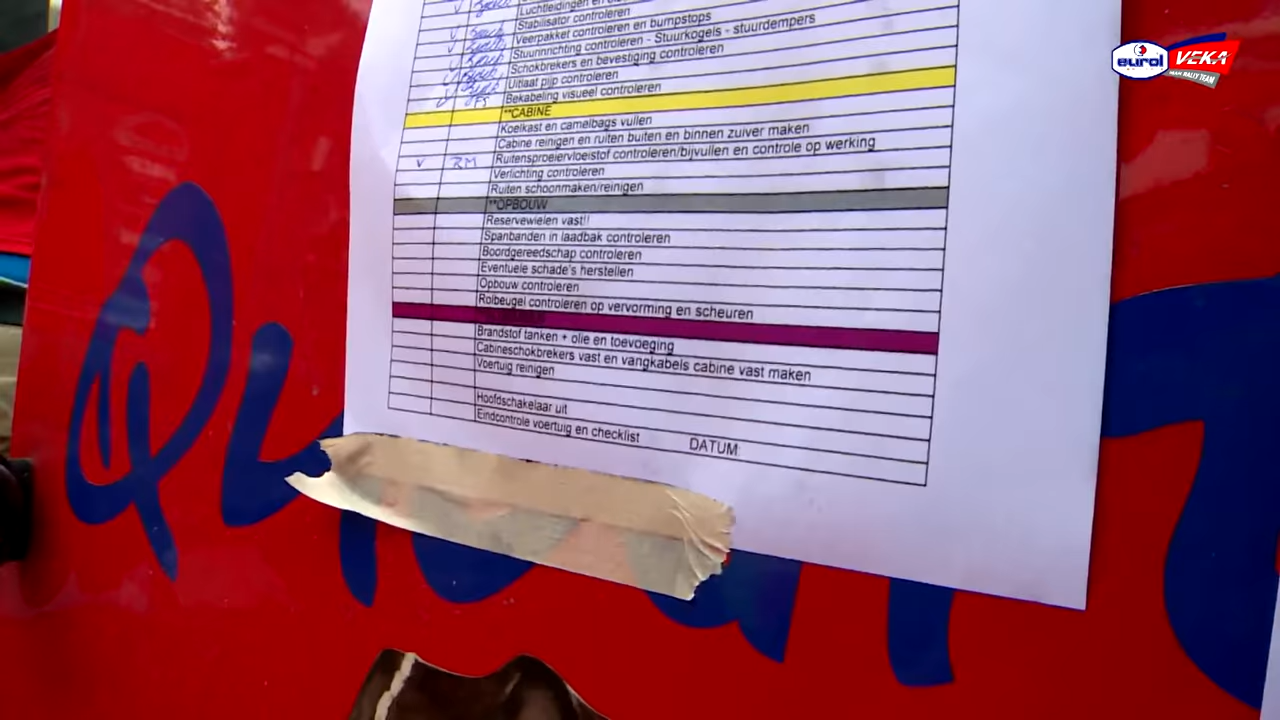 Luchtleidingen en
Stabilisator controleren
Veerpakket controleren en bumpstops
Stuurinrichting controleren - Stuurkogels - stuurdempers
Schokbrekers en bevestiging controleren
Uitlaat pijp controleren
FS Bekabeling visueel controleren
**CABINE
Koelkast en camelbags vullen
Cabine reinigen en ruiten buiten en binnen zuiver maken
v RM Ruitensproeiervloeistof controleren/bijvullen en controle op werking
Verlichting controleren
Ruiten schoonmaken/reinigen
**OPBOUW
Reservewielen vast!!
Spanbanden in laadbak controleren
Boordgereedschap controleren
Eventuele schade's herstellen
Opbouw controleren
Rolbeugel controleren op vervorming en scheuren
Brandstof tanken + olie en toevoeging
Cabineschokbrekers vast en vangkabels cabine vast maken
Voertuig reinigen
Hoofdschakelaar uit
Eindcontrole voertuig en checklist DATUM
eurol VEKA
RALLY TEAM